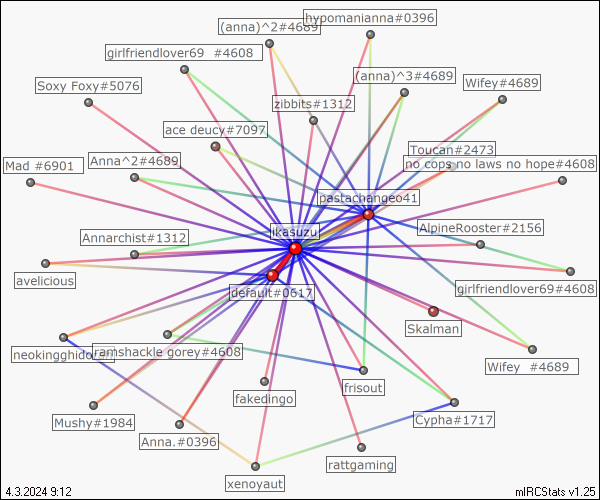 hypomanianna#0396
(anna)^2#4689
girlfriendlover69  #4608
(anna)^3#4689
Soxy Foxy#5076
Wifey#4689
zibbits#1312
ace deucy#7097
Toucan#2473
no cops no laws no hope#4608
Anna^2#4689
Mad #6901
pastachangeo41
ikasuzu
AlpineRooster#2156
Annarchist#1312
avelicious
girlfriendlover69#4608
default#0617
Skalman
ramshackle gorey#4608
Wifey  #4689
frisout
fakedingo
Cypha#1717
Mushy#1984
Anna.#0396
rattgaming
xenoyaut
4.3.2024 9:12
mIRCStats v1.25